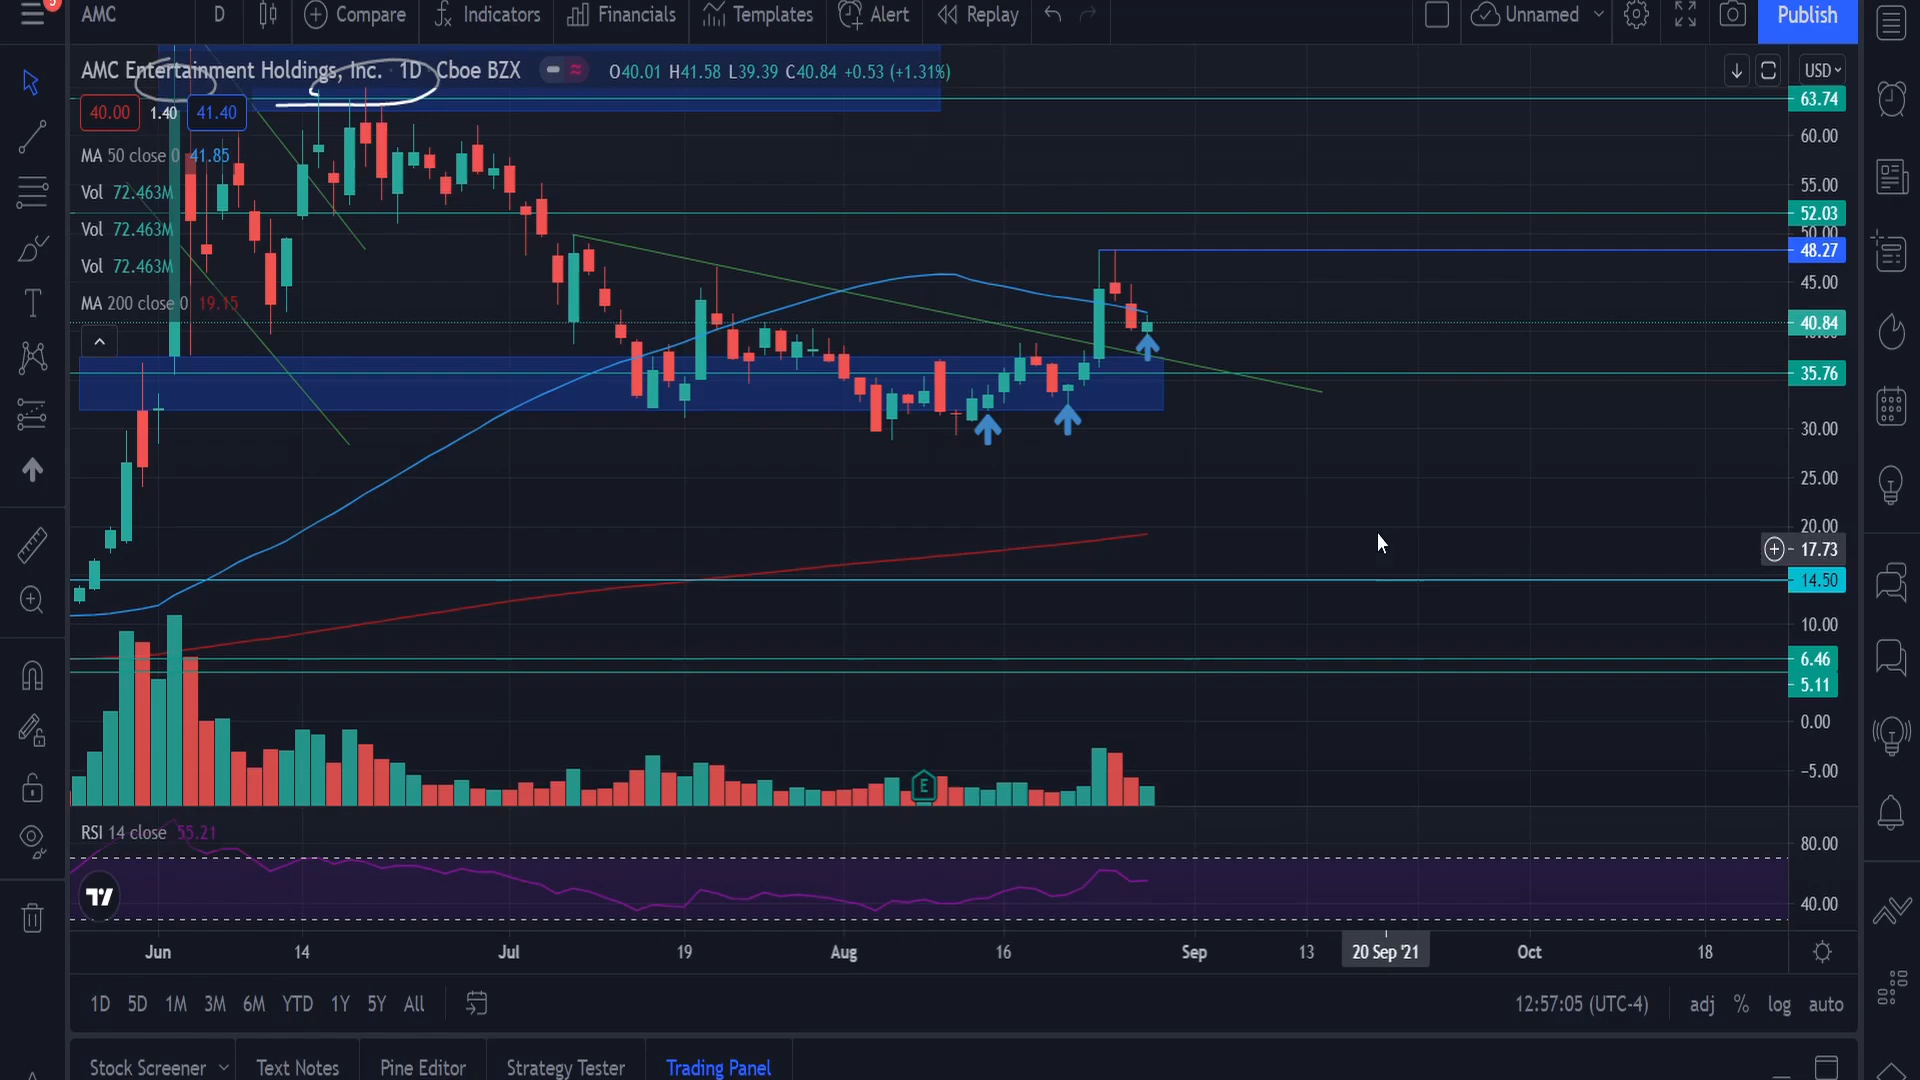 5
AMC D Compare Indicators Financials Templates Alert Replay Unnamed Publish
AMC Entertainment Holdings, Inc. · 1D · Cboe BZX O40.01 H41.58 L39.39 C40.84 +0.53 (+1.31%) USD
63.74
40.00 1.40 41.40
60.00
MA 50 close 0 41.85
55.00
Vol 72.463M
52.03
Vol 72.463M
50.00
48.27
Vol 72.463M
45.00
MA 200 close 0 19.15
40.84
35.76
30.00
25.00
20.00
17.73
14.50
10.00
6.46
5.11
0.00
E
−5.00
RSI 14 close 55.21
80.00
40.00
Jun 14 Jul 19 Aug 16 Sep 13 20 Sep '21 Oct 18
1D 5D 1M 3M 6M YTD 1Y 5Y All 12:57:05 (UTC-4) adj % log auto
Stock Screener Text Notes Pine Editor Strategy Tester Trading Panel